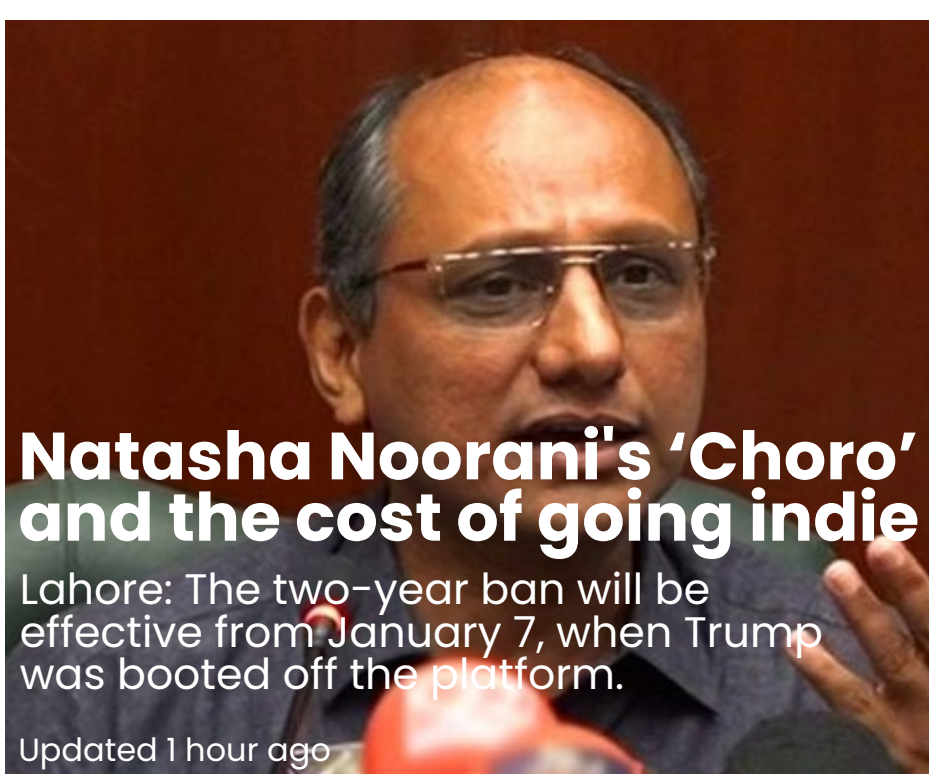 Natasha Noorani's ‘Choro’
and the cost of going indie
Lahore: The two-year ban will be
effective from January 7, when Trump
was booted off the platform.
Updated 1 hour ago